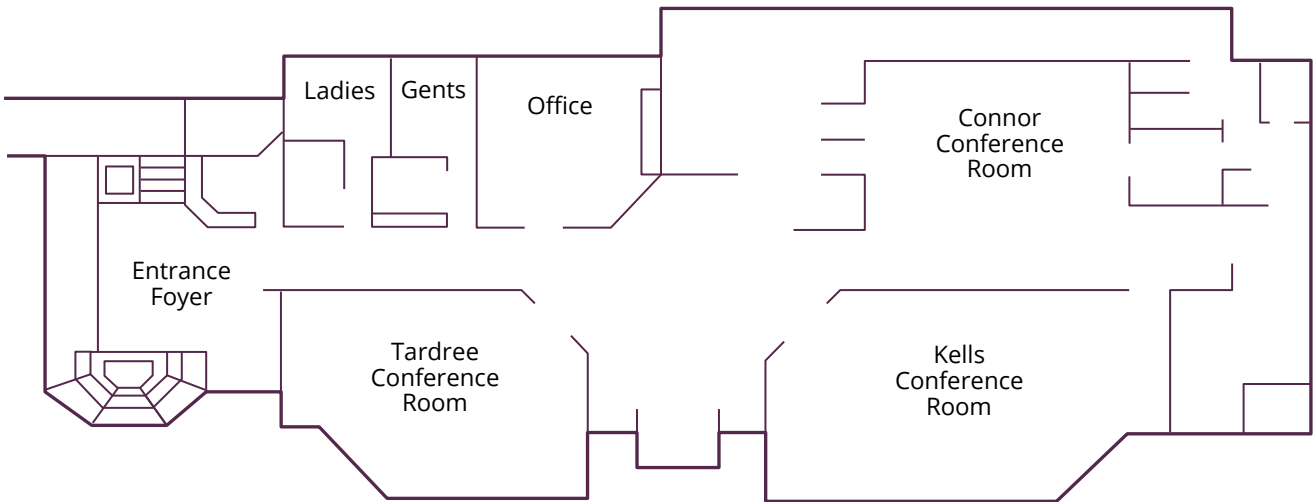 Ladies
Gents
Office
Connor
Conference
Room
Entrance
Foyer
Tardree
Conference
Room
Kells
Conference
Room